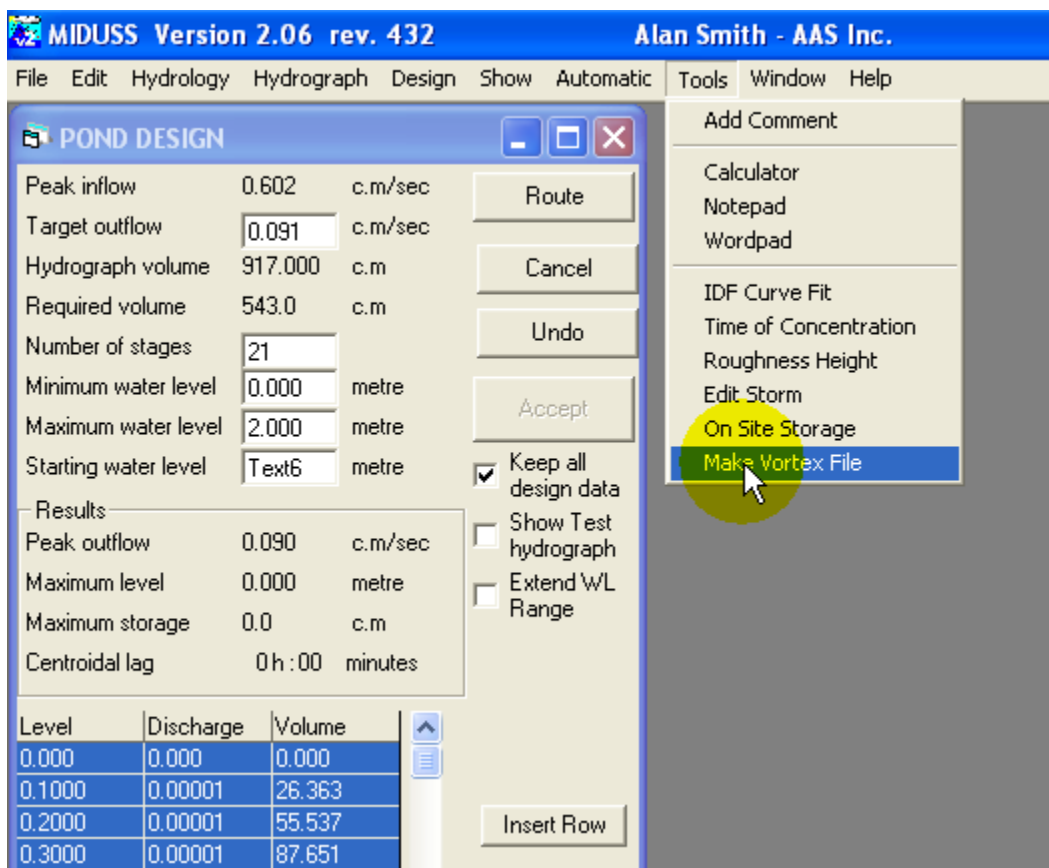 MIDUSS Version 2.06 rev. 432 Alan Smith - AAS Inc.
File Edit Hydrology Hydrograph Design Show Automatic Tools Window Help
POND DESIGN
Peak inflow 0.602 c.m/sec
Target outflow 0.091 c.m/sec
Hydrograph volume 917.000 c.m
Required volume 543.0 c.m
Number of stages 21
Minimum water level 0.000 metre
Maximum water level 2.000 metre
Starting water level Text6 metre
Results
Peak outflow 0.090 c.m/sec
Maximum level 0.000 metre
Maximum storage 0.0 c.m
Centroidal lag 0 h : 00 minutes
Level Discharge Volume
0.000 0.000 0.000
0.1000 0.00001 26.363
0.2000 0.00001 55.537
0.3000 0.00001 87.651
Route
Cancel
Undo
Accept
Keep all
design data
Show Test
hydrograph
Extend WL
Range
Insert Row
Add Comment
Calculator
Notepad
Wordpad
IDF Curve Fit
Time of Concentration
Roughness Height
Edit Storm
On Site Storage
Make Vortex File